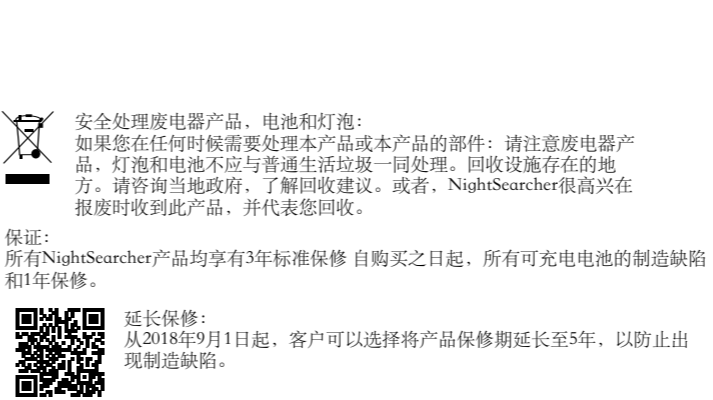 安全处理废电器产品，电池和灯泡：
如果您在任何时候需要处理本产品或本产品的部件：请注意废电器产
品，灯泡和电池不应与普通生活垃圾一同处理。回收设施存在的地
方。请咨询当地政府，了解回收建议。或者，NightSearcher很高兴在
报废时收到此产品，并代表您回收。
保证：
所有NightSearcher产品均享有3年标准保修 自购买之日起，所有可充电电池的制造缺陷
和1年保修。
延长保修：
从2018年9月1日起，客户可以选择将产品保修期延长至5年，以防止出
现制造缺陷。